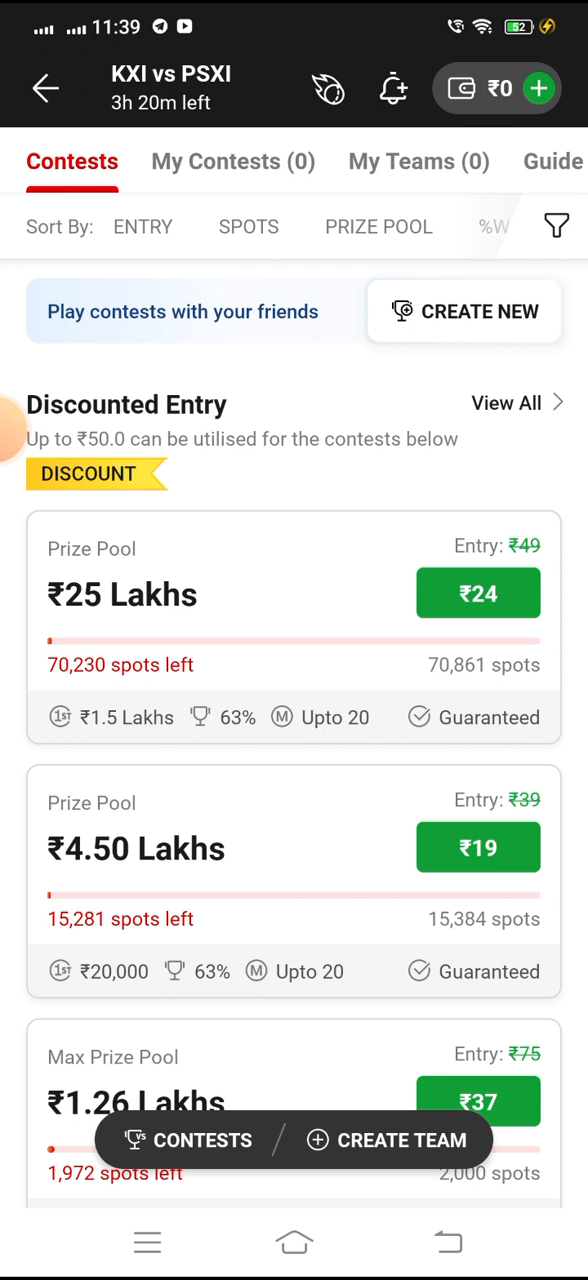 11:39 52
KXI vs PSXI
3h 20m left
₹0 +
Contests My Contests (0) My Teams (0) Guide
Sort By: ENTRY SPOTS PRIZE POOL %W
Play contests with your friends CREATE NEW
Discounted Entry View All
Up to ₹50.0 can be utilised for the contests below
DISCOUNT
Prize Pool Entry: ₹49
₹25 Lakhs ₹24
70,230 spots left 70,861 spots
1ST ₹1.5 Lakhs 63% M Upto 20 Guaranteed
Prize Pool Entry: ₹39
₹4.50 Lakhs ₹19
15,281 spots left 15,384 spots
1ST ₹20,000 63% M Upto 20 Guaranteed
Max Prize Pool Entry: ₹75
₹1.26 Lakhs ₹37
VS CONTESTS / CREATE TEAM
1,972 spots left 2,000 spots